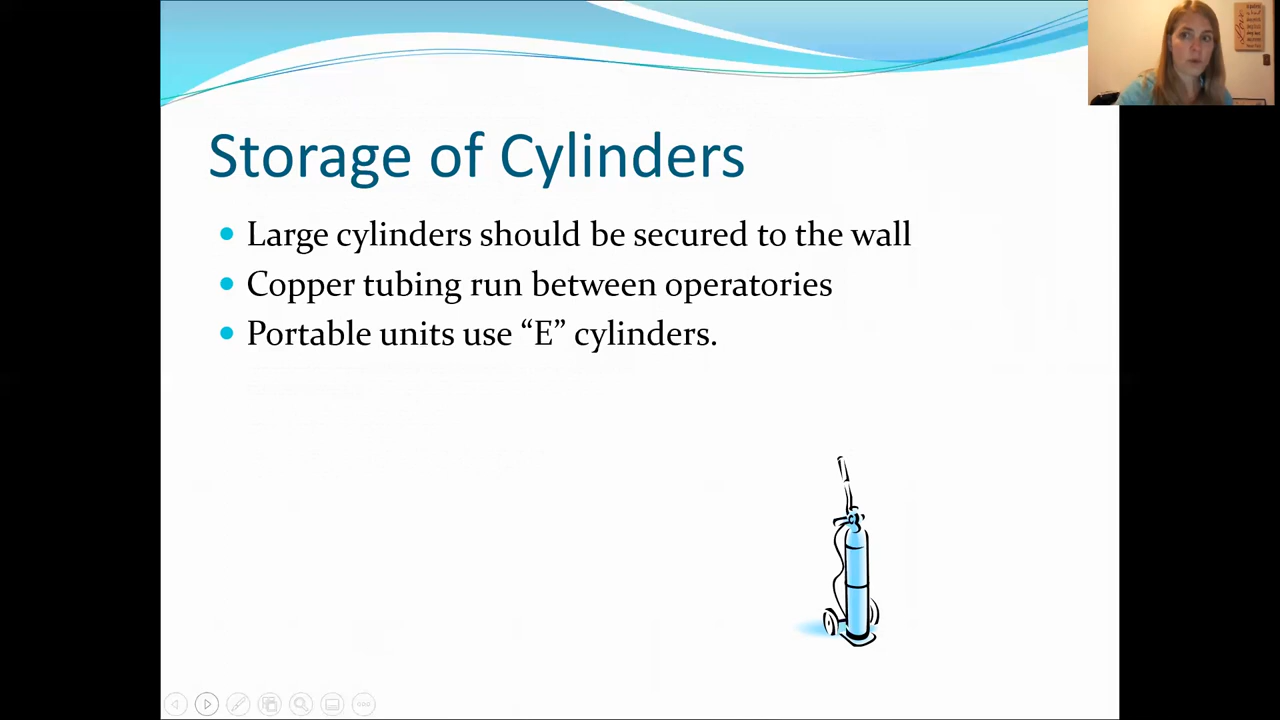 Storage of Cylinders
Large cylinders should be secured to the wall
Copper tubing run between operatories
Portable units use “E” cylinders.